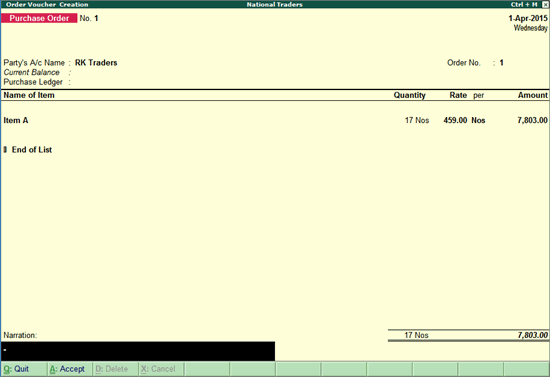 Order Voucher Creation National Traders Ctrl + M
Purchase Order No. 1 1-Apr-2015
Wednesday
Party's A/c Name : RK Traders Order No. : 1
Current Balance :
Purchase Ledger :
Name of Item Quantity Rate per Amount
Item A 17 Nos 459.00 Nos 7,803.00
End of List
Narration: 17 Nos 7,803.00
Q: Quit A: Accept D: Delete X: Cancel